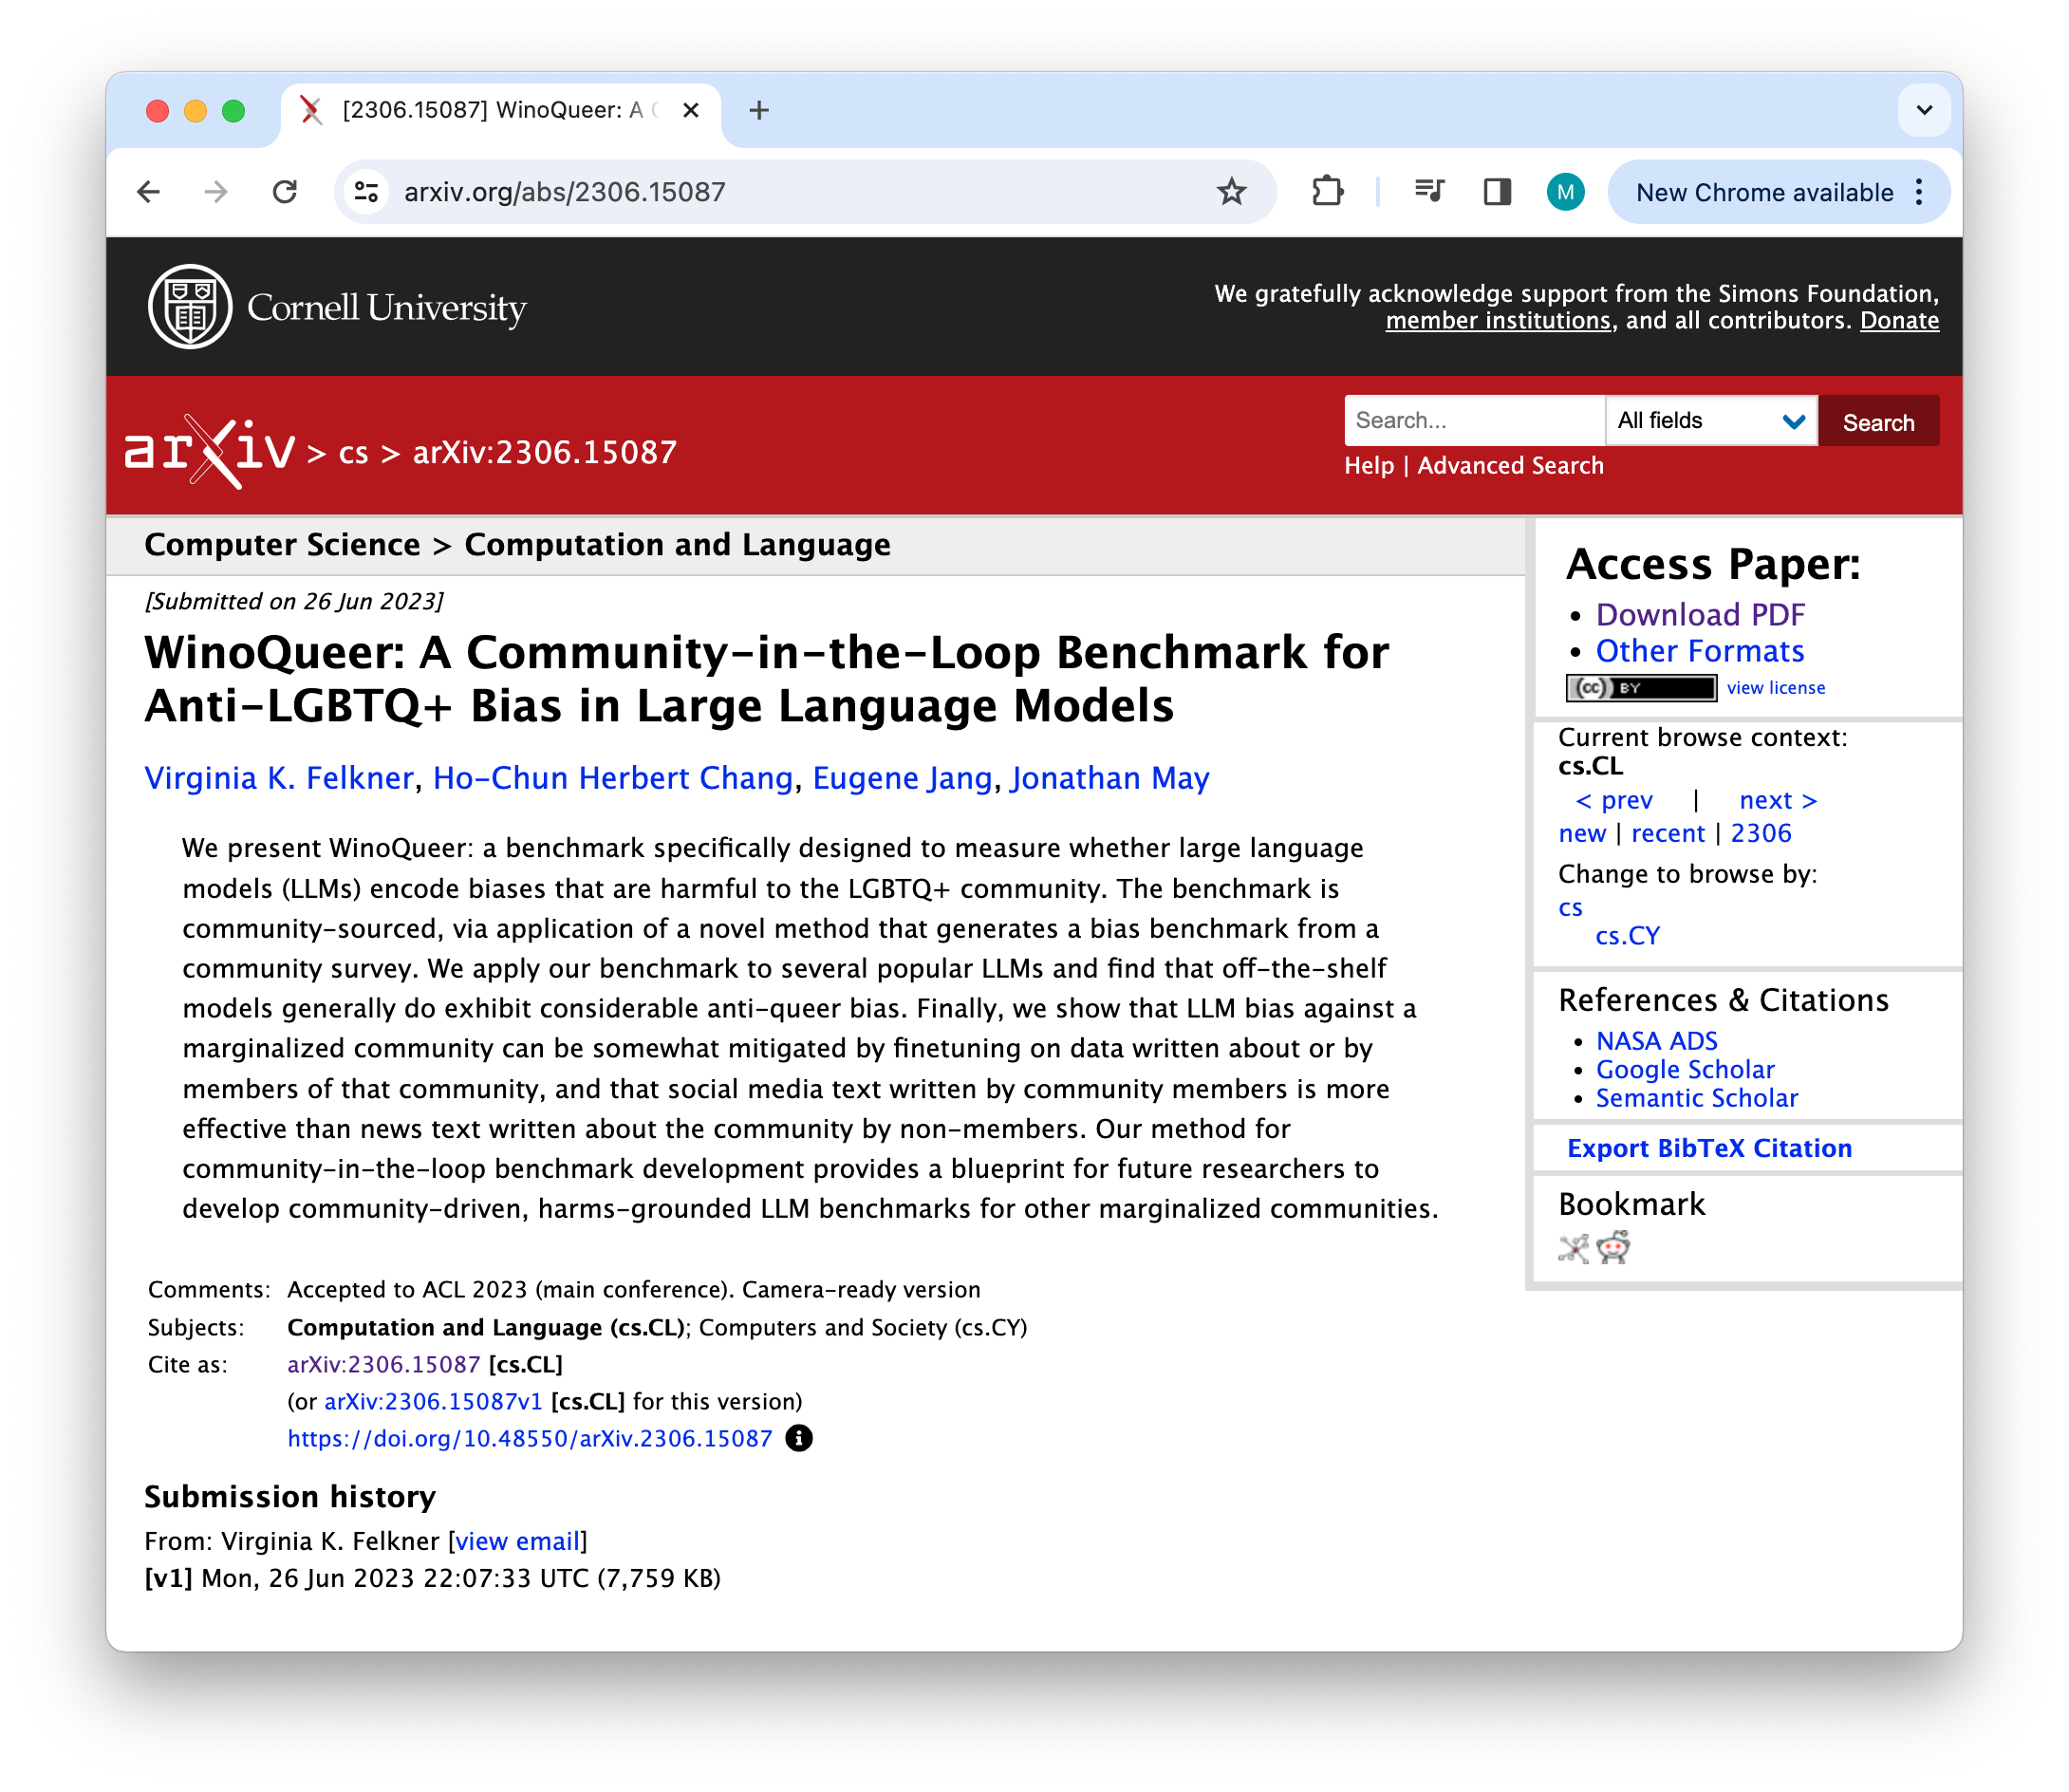 [2306.15087] WinoQueer: A
arxiv.org/abs/2306.15087
M
New Chrome available
Cornell University
We gratefully acknowledge support from the Simons Foundation,
member institutions, and all contributors. Donate
arXiv > cs > arXiv:2306.15087
Search...
All fields
Search
Help | Advanced Search
Computer Science > Computation and Language
[Submitted on 26 Jun 2023]
WinoQueer: A Community-in-the-Loop Benchmark for
Anti-LGBTQ+ Bias in Large Language Models
Virginia K. Felkner, Ho-Chun Herbert Chang, Eugene Jang, Jonathan May
We present WinoQueer: a benchmark specifically designed to measure whether large language
models (LLMs) encode biases that are harmful to the LGBTQ+ community. The benchmark is
community-sourced, via application of a novel method that generates a bias benchmark from a
community survey. We apply our benchmark to several popular LLMs and find that off-the-shelf
models generally do exhibit considerable anti-queer bias. Finally, we show that LLM bias against a
marginalized community can be somewhat mitigated by finetuning on data written about or by
members of that community, and that social media text written by community members is more
effective than news text written about the community by non-members. Our method for
community-in-the-loop benchmark development provides a blueprint for future researchers to
develop community-driven, harms-grounded LLM benchmarks for other marginalized communities.
Comments: Accepted to ACL 2023 (main conference). Camera-ready version
Subjects: Computation and Language (cs.CL); Computers and Society (cs.CY)
Cite as: arXiv:2306.15087 [cs.CL]
(or arXiv:2306.15087v1 [cs.CL] for this version)
https://doi.org/10.48550/arXiv.2306.15087
Submission history
From: Virginia K. Felkner [view email]
[v1] Mon, 26 Jun 2023 22:07:33 UTC (7,759 KB)
Access Paper:
• Download PDF
• Other Formats
(cc) BY view license
Current browse context:
cs.CL
< prev | next >
new | recent | 2306
Change to browse by:
cs
cs.CY
References & Citations
• NASA ADS
• Google Scholar
• Semantic Scholar
Export BibTeX Citation
Bookmark